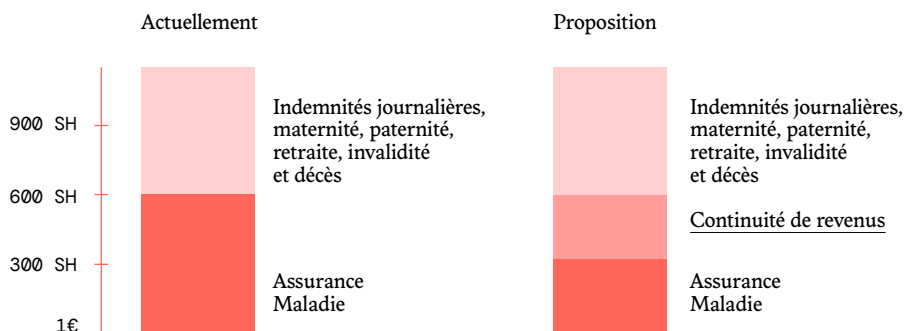 Actuellement
Proposition
900 SH
600 SH
300 SH
1€
Indemnités journalières,
maternité, paternité,
retraite, invalidité
et décès
Assurance
Maladie
Indemnités journalières,
maternité, paternité,
retraite, invalidité
et décès
Continuité de revenus
Assurance
Maladie